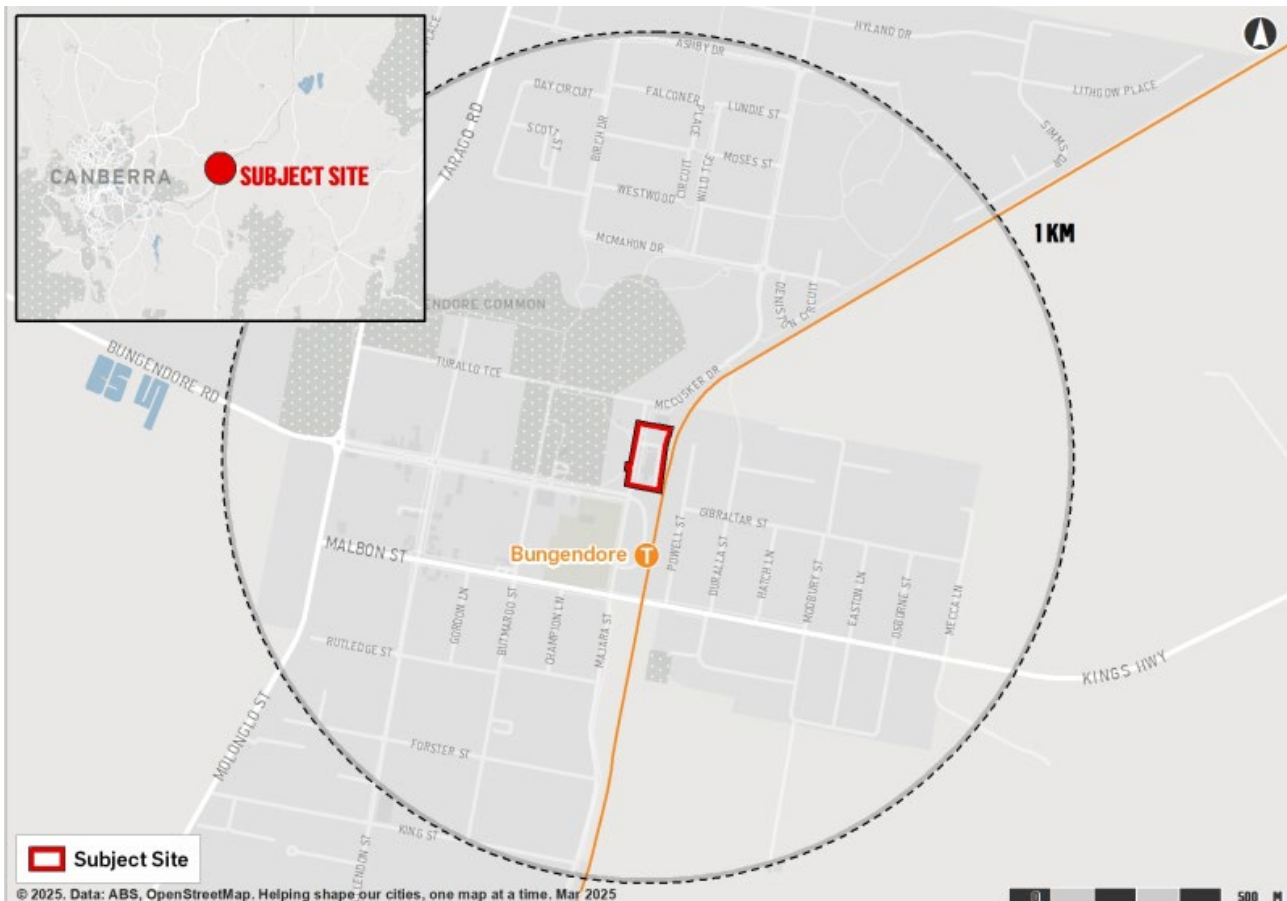 PLACE
HYLAND DR
ASHBY DR
LITHGOW PLACE
DAY CIRCUIT
FALCONER
PLACE
LUNDIE ST
TARAGO RD
SCOTT ST
BIRCH DR
SIMMS DR
MOSES ST
CANBERRA
SUBJECT SITE
CIRCUIT
WILD TCE
WESTWOOD
1 KM
MCMAHON DR
DENISTON CIRCUIT
ENDORE COMMON
BUNGENDORE RD
TURALLO TCE
MCCUSKER DR
GIBRALTAR ST
MALBON ST
Bungendore
T
POWELL ST
DURALLA ST
HATCH LN
MODBURY ST
EASTON LN
OSBORNE ST
MECCA LN
GORDON LN
BUTMAROO ST
CHAMPION LN
MAJARA ST
RUTLEDGE ST
KINGS HWY
MOLONGLO ST
FORSTER ST
KING ST
LENDON ST
Subject Site
© 2025. Data: ABS, OpenStreetMap. Helping shape our cities, one map at a time. Mar 2025
0 500 M